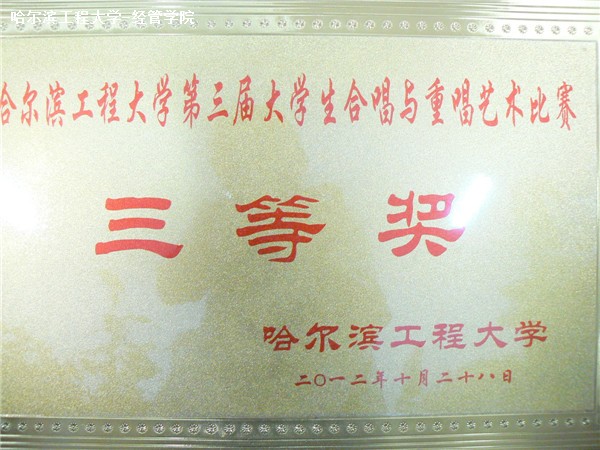 哈尔滨工程大学-经管学院
哈尔滨工程大学第三届大学生合唱与重唱艺术比赛
三等奖
哈尔滨工程大学
二〇一二年十月二十八日